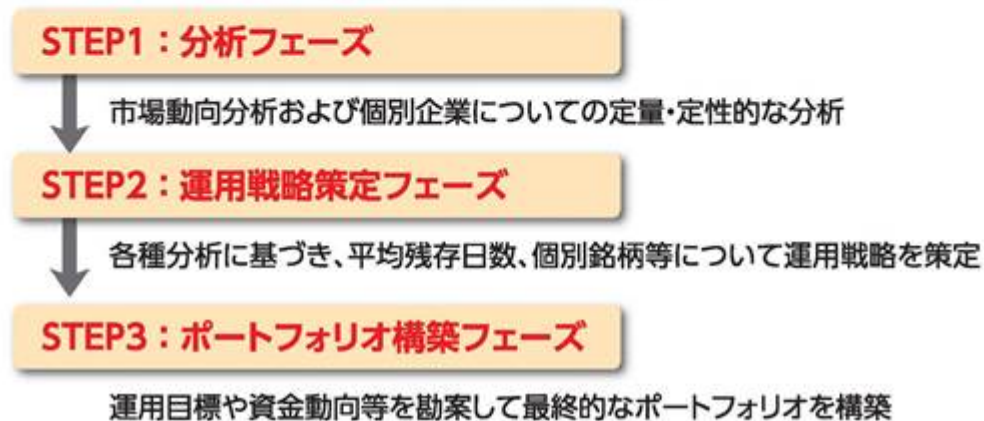 STEP1：分析フェーズ
市場動向分析および個別企業についての定量・定性的な分析
STEP2：運用戦略策定フェーズ
各種分析に基づき、平均残存日数、個別銘柄等について運用戦略を策定
STEP3：ポートフォリオ構築フェーズ
運用目標や資金動向等を勘案して最終的なポートフォリオを構築